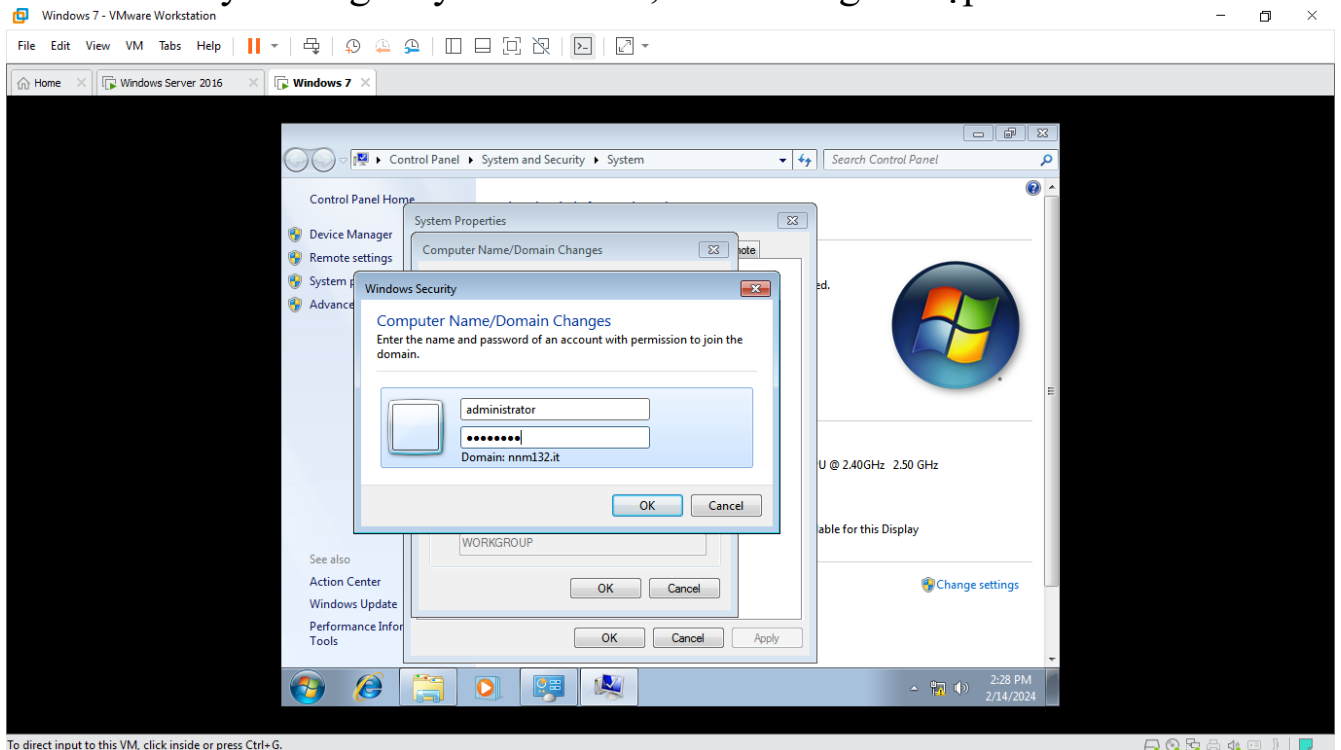 Windows 7 - VMware Workstation
File Edit View VM Tabs Help
Home Windows Server 2016 Windows 7
Control Panel System and Security System
Search Control Panel
Control Panel Home
System Properties
Device Manager
Computer Name/Domain Changes
note
Remote settings
System p
Windows Security
ed.
Advance
Computer Name/Domain Changes
Enter the name and password of an account with permission to join the
domain.
administrator
Domain: nnm132.it
U @ 2.40GHz 2.50 GHz
OK Cancel
able for this Display
WORKGROUP
See also
Action Center
OK Cancel
Change settings
Windows Update
Performance Infor
Tools
OK Cancel Apply
2:28 PM
2/14/2024
To direct input to this VM, click inside or press Ctrl+G.